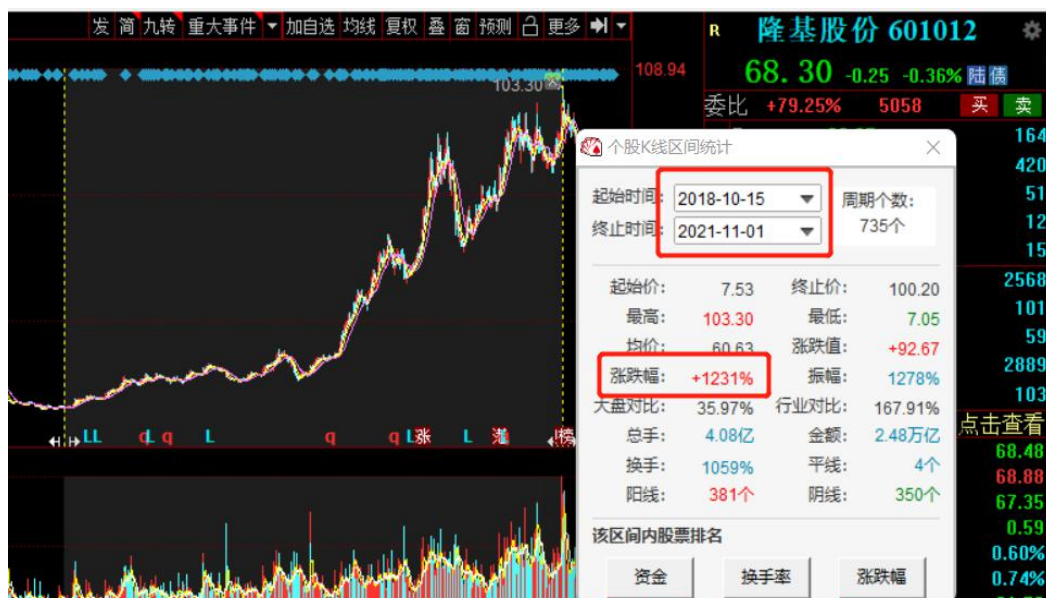 发 简 九转 重大事件 加自选 均线 复权 叠 窗 预测 更多
R 隆基股份 601012
108.94
68.30 -0.25 -0.36% 陆 债
103.30
委比 +79.25% 5058 买 卖
164
420
51
12
15
2568
101
59
2889
103
点击查看
68.48
68.88
67.35
0.59
0.60%
0.74%
个股K线区间统计
起始时间: 2018-10-15
终止时间: 2021-11-01
周期个数:
735个
起始价: 7.53 终止价: 100.20
最高: 103.30 最低: 7.05
均价: 60.63 涨跌值: +92.67
涨跌幅: +1231% 振幅: 1278%
大盘对比: 35.97% 行业对比: 167.91%
总手: 4.08亿 金额: 2.48万亿
换手: 1059% 平线: 4个
阳线: 381个 阴线: 350个
该区间内股票排名
资金 换手率 涨跌幅
LL q L q L q q L 涨 L 榜